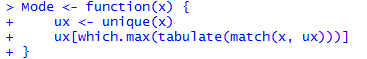 > Mode <- function(x) {
+     ux <- unique(x)
+     ux[which.max(tabulate(match(x, ux)))]
+ }